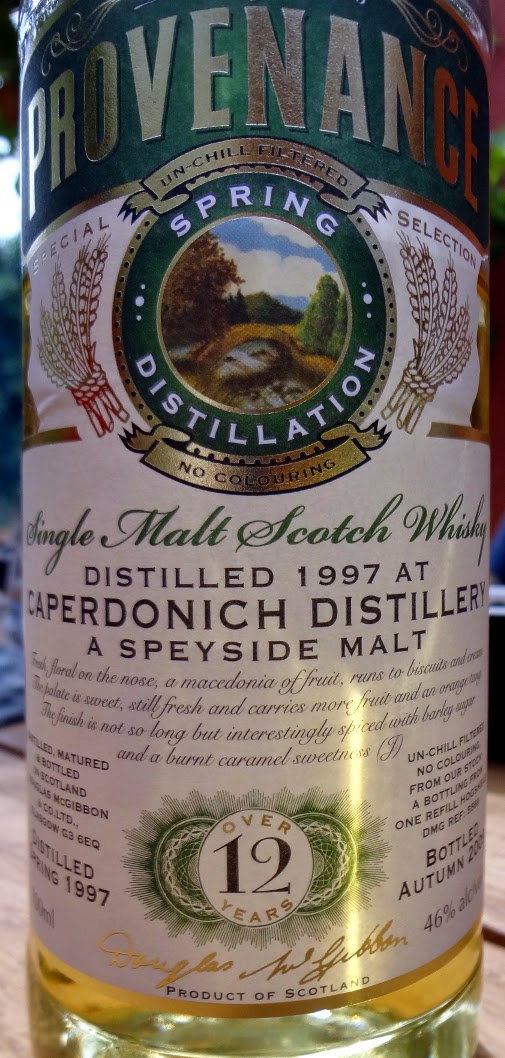 PROVENANCE
UN-CHILL FILTERED
SPECIAL
SELECTION
SPRING
DISTILLATION
NO COLOURING
Single Malt Scotch Whisky
DISTILLED 1997 AT
CAPERDONICH DISTILLERY
A SPEYSIDE MALT
Fresh, floral on the nose, a macedonia of fruit, runs to biscuits and cream
The palate is sweet, still fresh and carries more fruit and an orange tang
The finish is not so long but interestingly spiced with barley sugar
and a burnt caramel sweetness (J)
MATURED
& BOTTLED
IN SCOTLAND
DOUGLAS MCGIBBON
& CO.LTD.,
GLASGOW G3 6EQ
DISTILLED
SPRING 1997
UN-CHILL FILTERED
NO COLOURING
FROM OUR STOCK
A BOTTLING FROM
ONE REFILL HOGSHEAD
DMG REF:
BOTTLED
AUTUMN
46%
OVER
12
YEARS
Douglas McGibbon
PRODUCT OF SCOTLAND